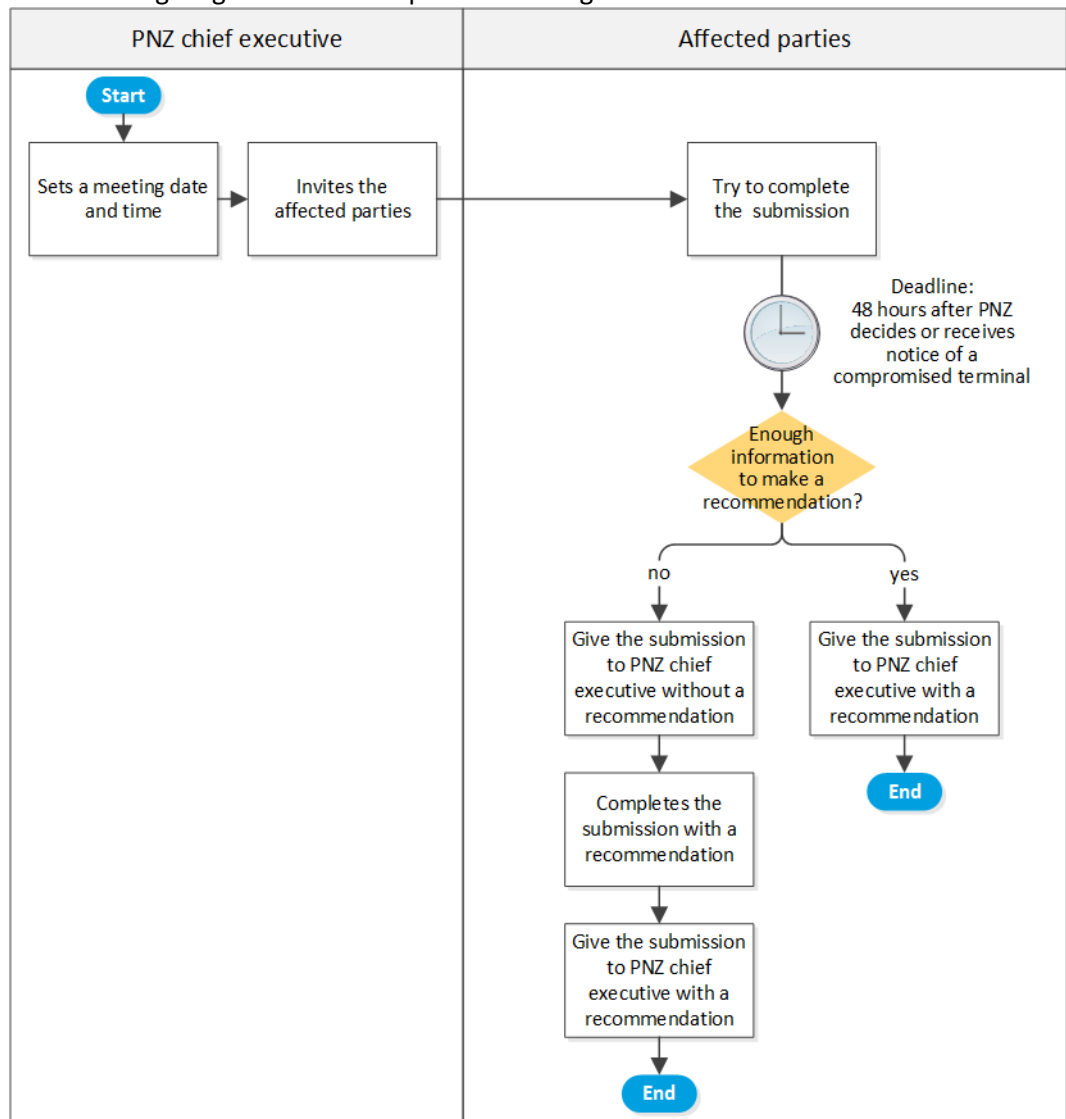 PNZ chief executive
Affected parties
Start
Sets a meeting date
and time
Invites the
affected parties
Try to complete
the submission
Deadline:
48 hours after PNZ
decides or receives
notice of a
compromised terminal
Enough
information
to make a
recommendation?
no
yes
Give the submission
to PNZ chief
executive without a
recommendation
Give the submission
to PNZ chief
executive with a
recommendation
Completes the
submission with a
recommendation
End
Give the submission
to PNZ chief
executive with a
recommendation
End